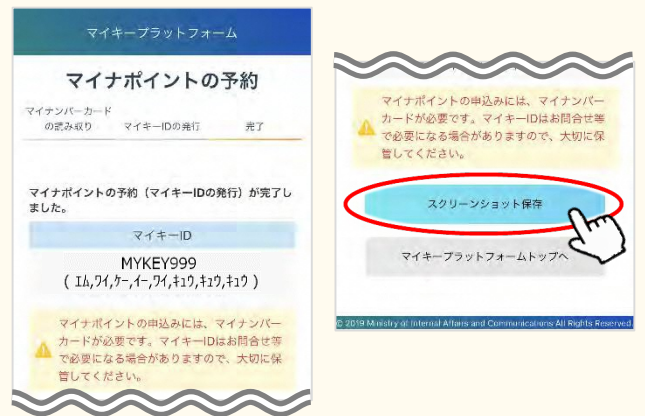 マイキープラットフォーム
マイナポイントの予約
マイナンバーカード
の読み取り
マイキーIDの発行
完了
マイナポイントの予約（マイキーIDの発行）が完了し
ました。
マイキーID
MYKEY999
( ｴﾑ,ﾜｲ,ｹｰ,ｲｰ,ﾜｲ,ｷｭｳ,ｷｭｳ,ｷｭｳ )
マイナポイントの申込みには、マイナンバー
カードが必要です。マイキーIDはお問合せ等
で必要になる場合がありますので、大切に保
管してください。
マイナポイントの申込みには、マイナンバー
カードが必要です。マイキーIDはお問合せ等
で必要になる場合がありますので、大切に保
管してください。
スクリーンショット保存
マイキープラットフォームトップへ
© 2019 Ministry of Internal Affairs and Communications All Rights Reserved.